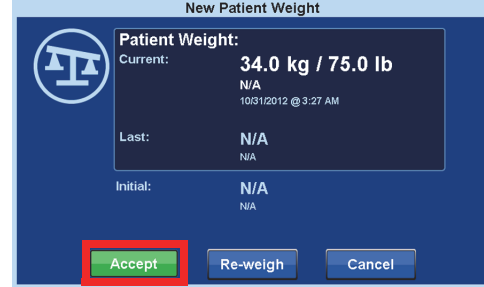 New Patient Weight
Patient Weight:
Current: 34.0 kg / 75.0 lb
N/A
10/31/2012 @ 3:27 AM
Last: N/A
N/A
Initial: N/A
N/A
Accept Re-weigh Cancel